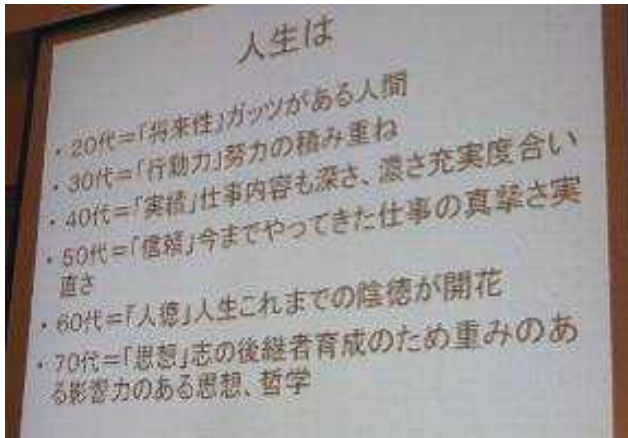 人生は
・20代=「将来性」ガッツがある人間
・30代=「行動力」努力の積み重ね
・40代=「実績」仕事内容も深さ、濃さ充実度合い
・50代=「信頼」今までやってきた仕事の真摯さ実
直さ
・60代=「人徳」人生これまでの陰徳が開花
・70代=「思想」志の後継者育成のため重みのあ
る影響力のある思想、哲学